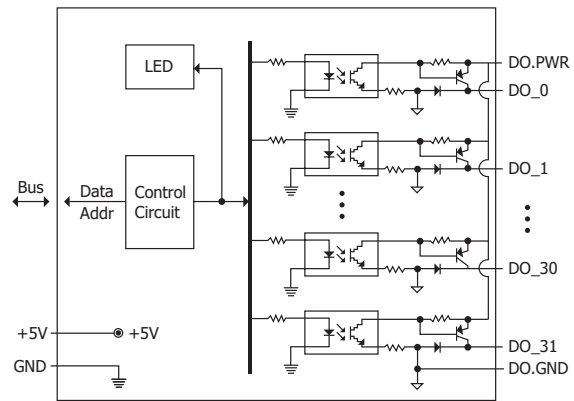 DO.PWR
LED
DO_0
DO_1
Bus
Data
Addr
Control
Circuit
DO_30
+5V
+5V
DO_31
GND
DO.GND